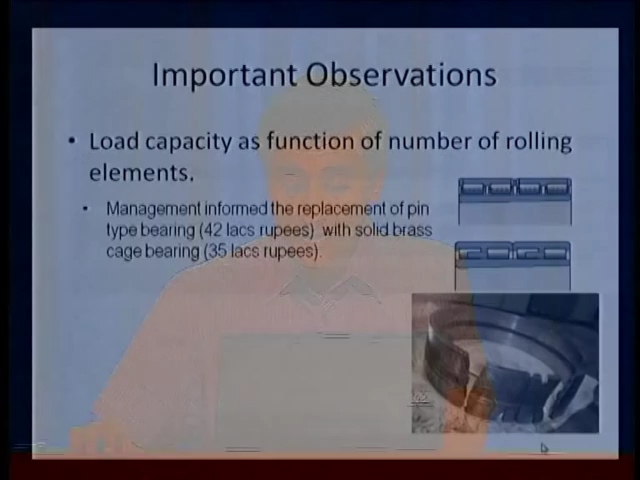 Important Observations
• Load capacity as function of number of rolling
elements.
• Management informed the replacement of pin
type bearing (42 lacs rupees) with solid brass
cage bearing (35 lacs rupees).